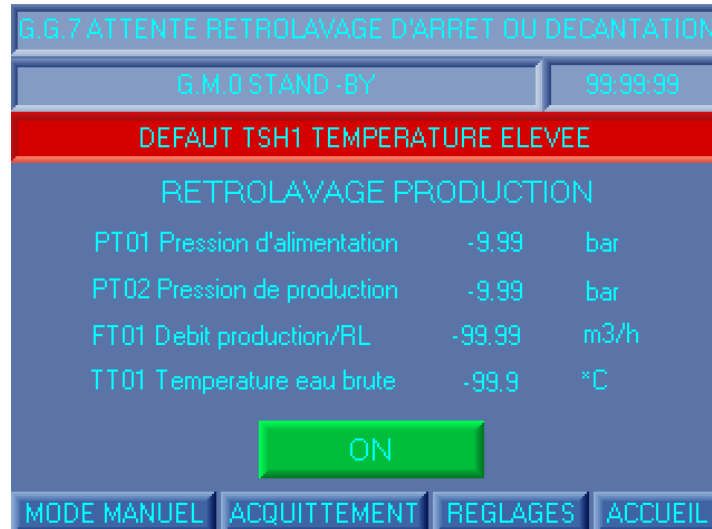 G.G.7 ATTENTE RETROLAVAGE D'ARRET OU DECANTATION
G.M.0 STAND -BY 99:99:99
DEFAUT TSH1 TEMPERATURE ELEVEE
RETROLAVAGE PRODUCTION
PT01 Pression d'alimentation -9.99 bar
PT02 Pression de production -9.99 bar
FT01 Debit production/RL -99.99 m3/h
TT01 Temperature eau brute -99.9 *C
ON
MODE MANUEL ACQUITTEMENT REGLAGES ACCUEIL